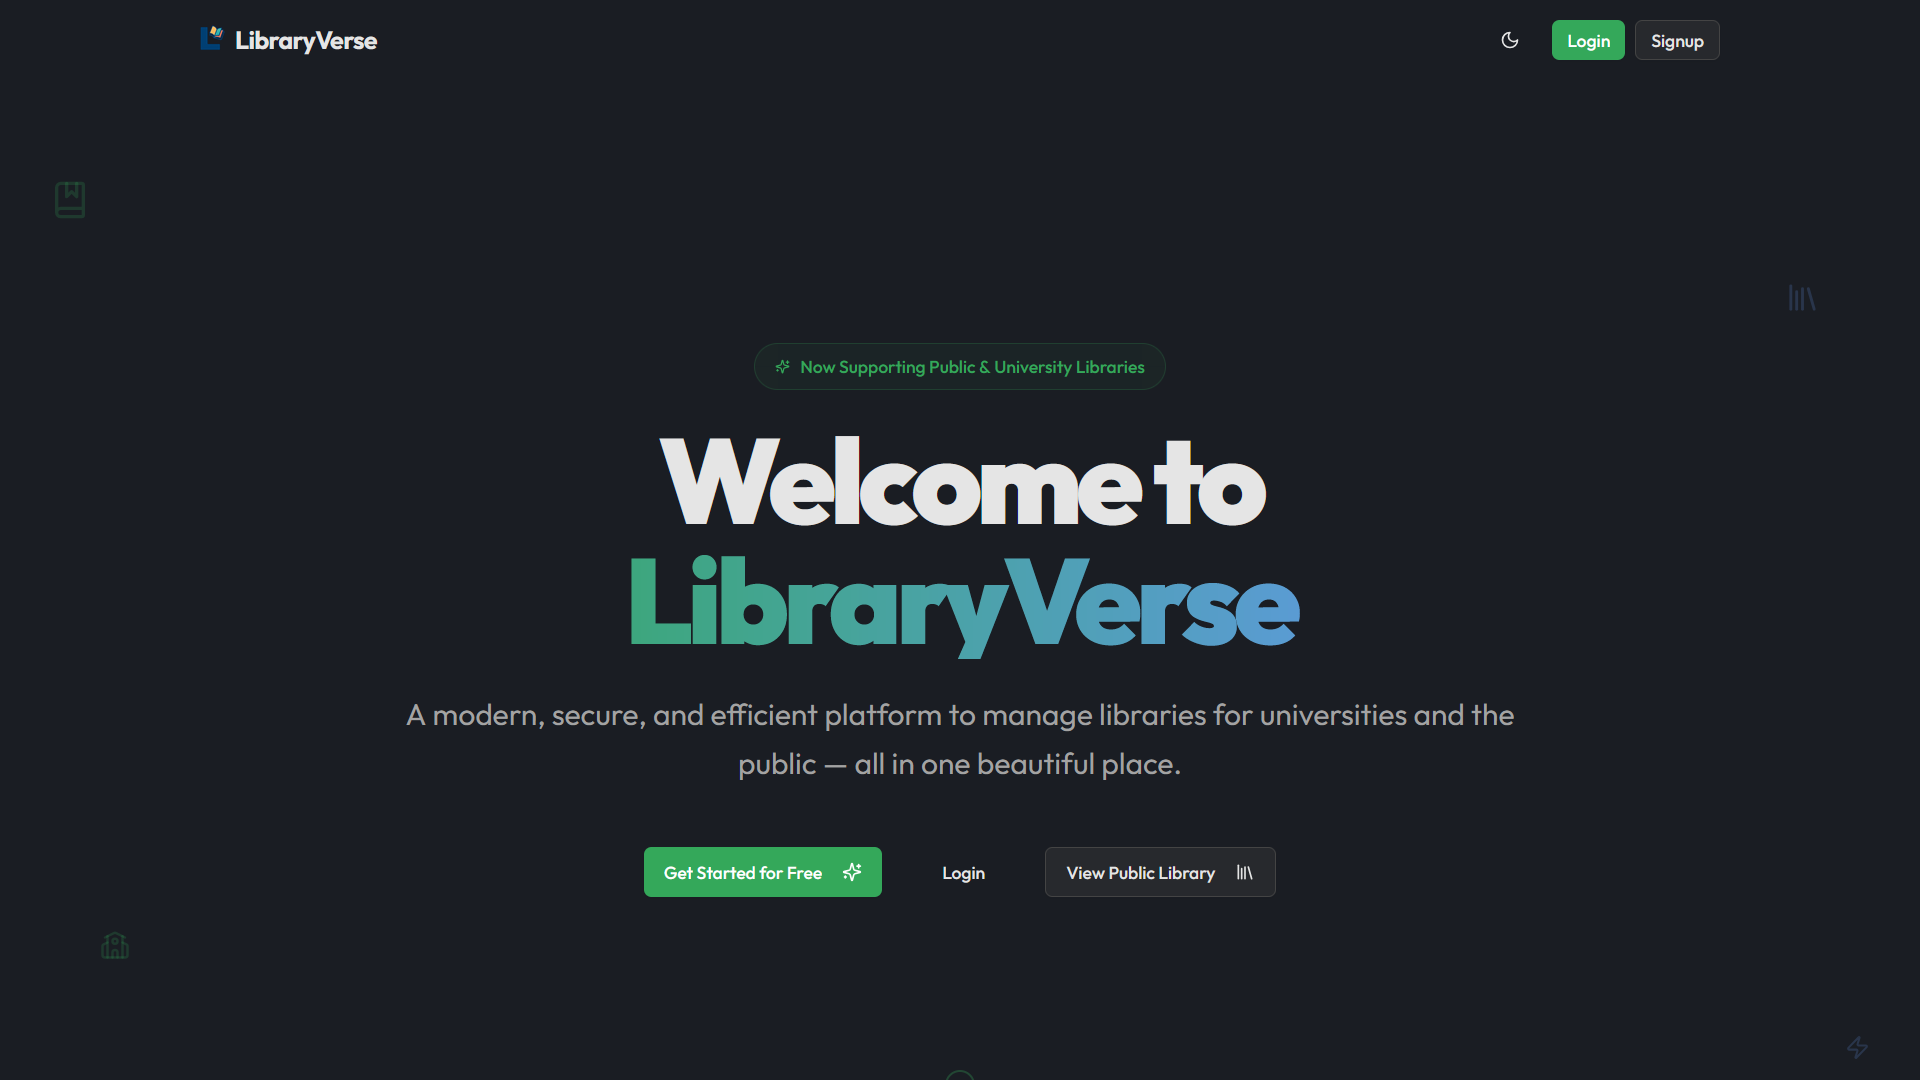 LibraryVerse
Login
Signup
Now Supporting Public & University Libraries
Welcome to
LibraryVerse
A modern, secure, and efficient platform to manage libraries for universities and the
public — all in one beautiful place.
Get Started for Free
Login
View Public Library